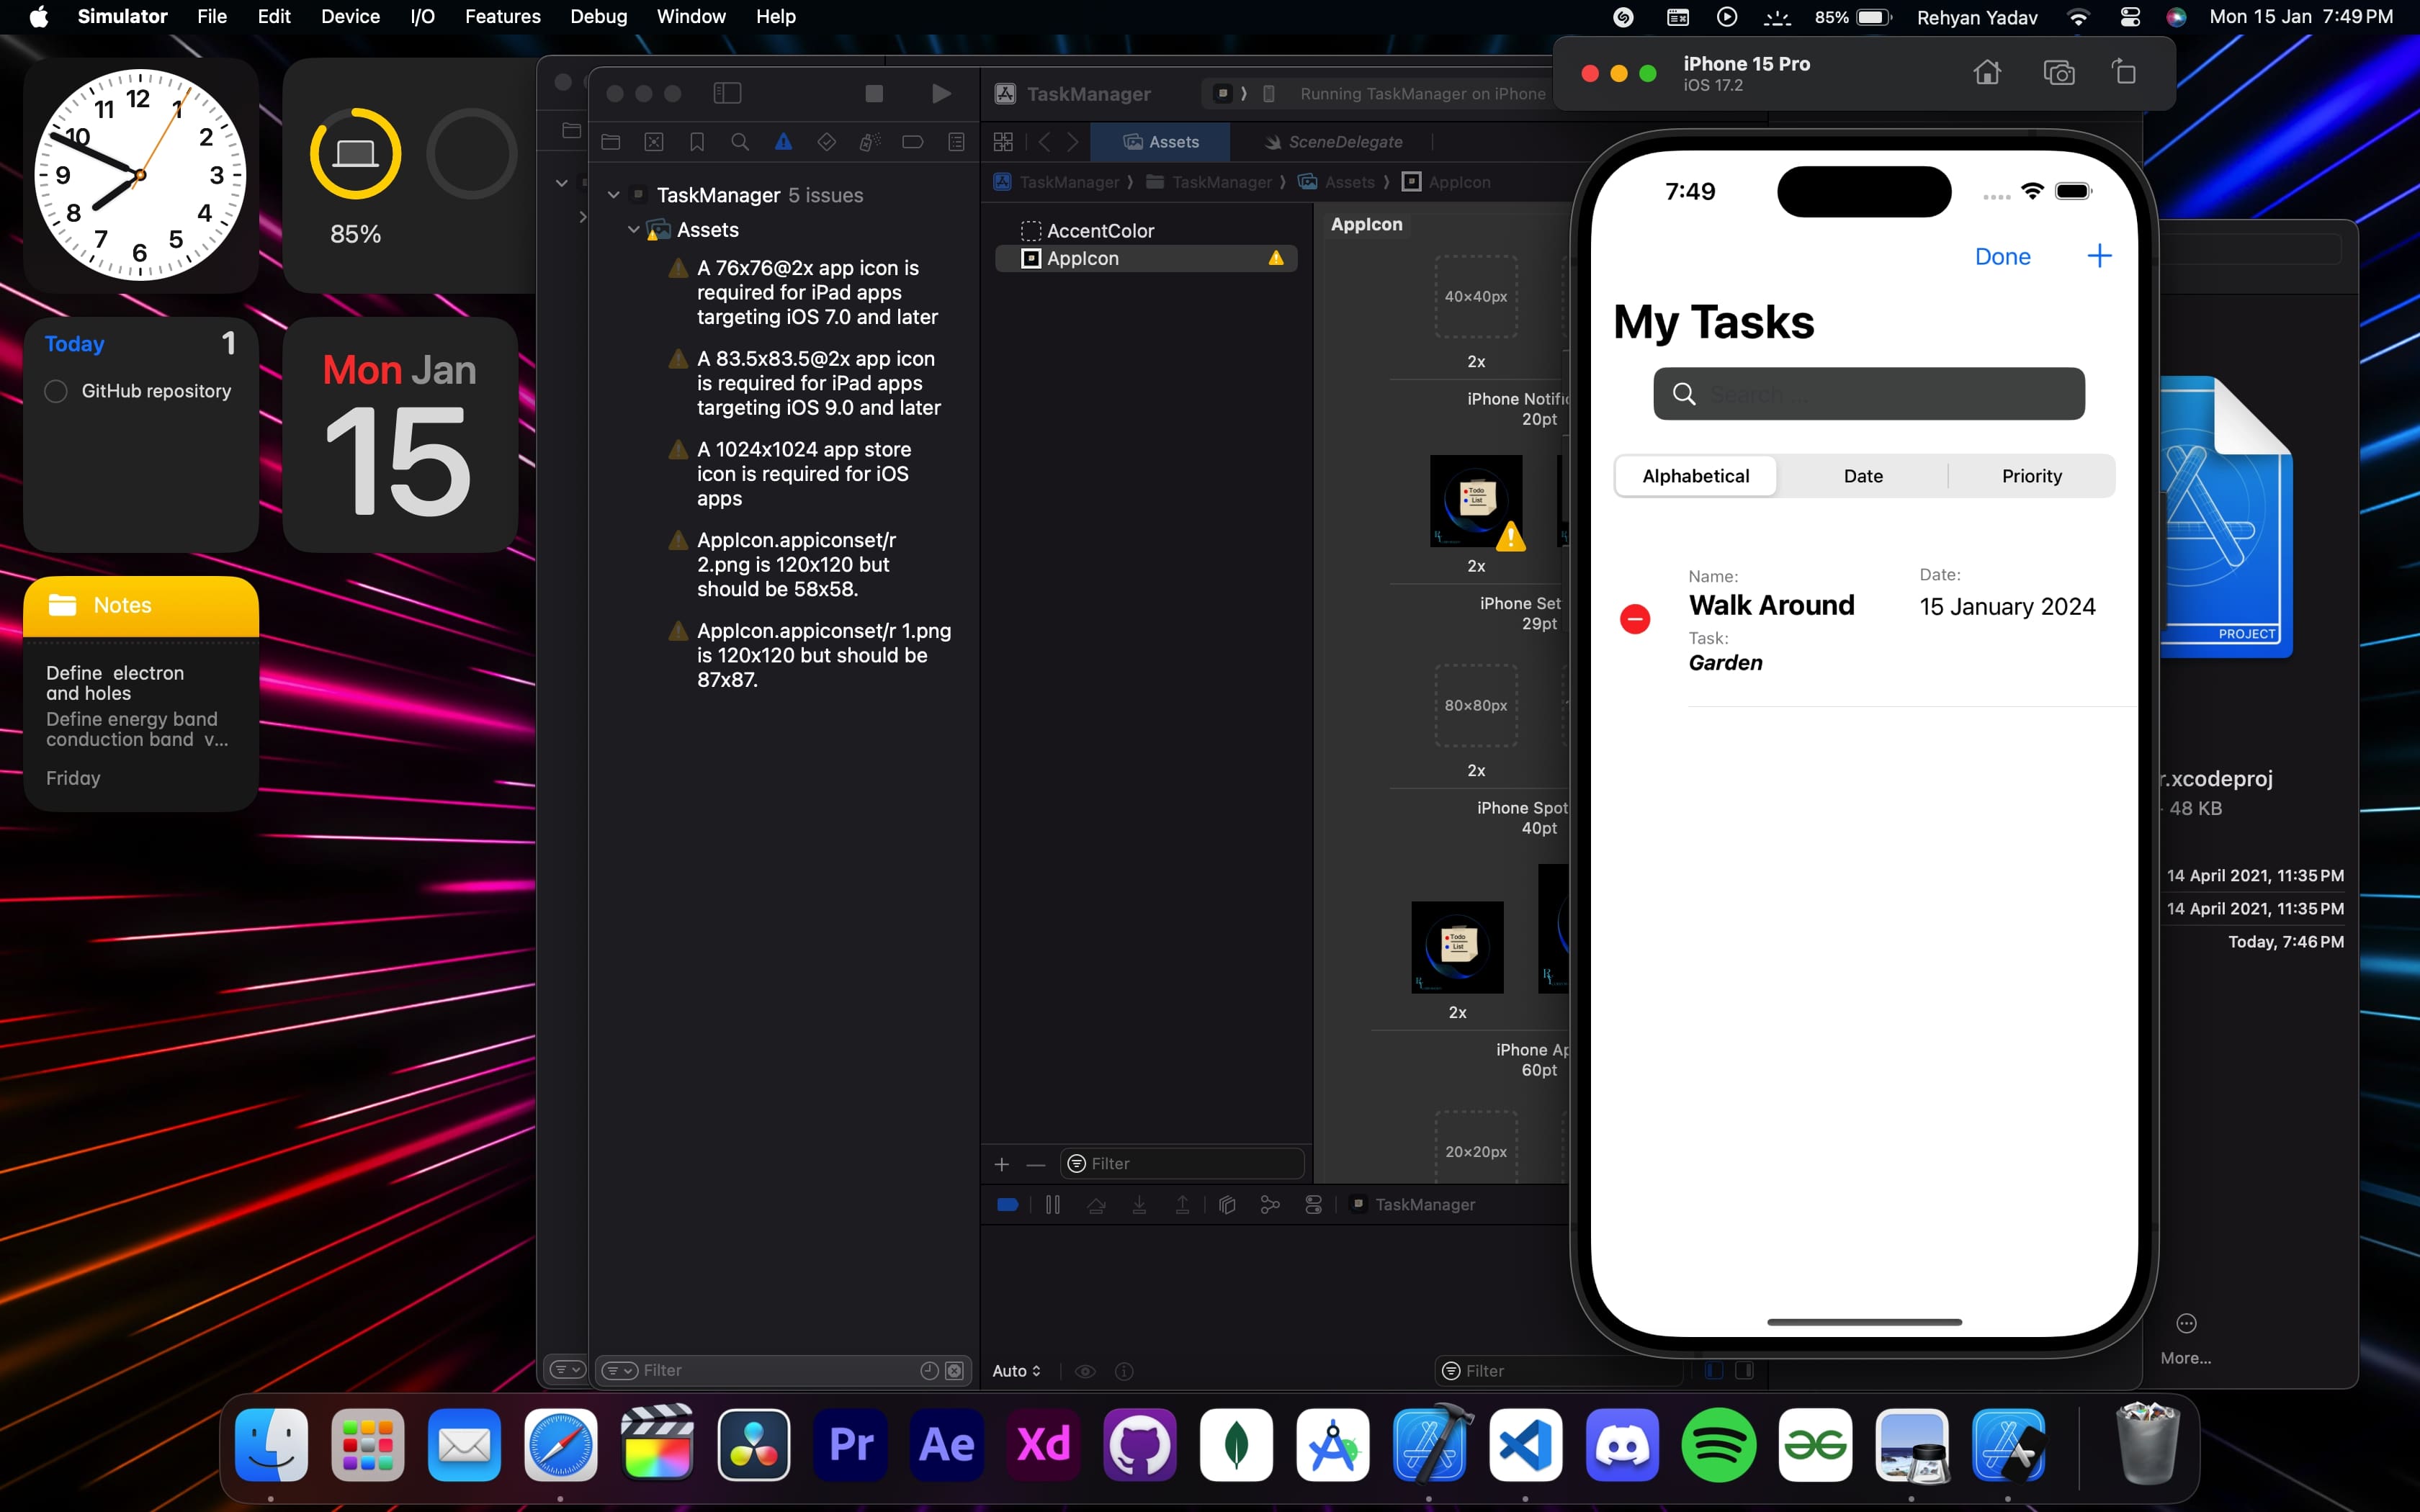 Simulator File Edit Device I/O Features Debug Window Help
85% Rehyan Yadav Mon 15 Jan 7:49 PM
12 1 2 3 4 5 6 7 8 9 10 11
85%
Today 1
GitHub repository
Mon Jan
15
Notes
Define electron
and holes
Define energy band
conduction band v...
Friday
TaskManager 5 issues
Assets
A 76x76@2x app icon is
required for iPad apps
targeting iOS 7.0 and later
A 83.5x83.5@2x app icon
is required for iPad apps
targeting iOS 9.0 and later
A 1024x1024 app store
icon is required for iOS
apps
AppIcon.appiconset/r
2.png is 120x120 but
should be 58x58.
AppIcon.appiconset/r 1.png
is 120x120 but should be
87x87.
Filter
TaskManager
Running TaskManager on iPhone
Assets SceneDelegate
TaskManager TaskManager Assets AppIcon
AccentColor
AppIcon
Filter
AppIcon
40×40px
2x
iPhone Notific
20pt
Todo
List
2x
iPhone Set
29pt
80×80px
2x
iPhone Spot
40pt
Todo
List
2x
iPhone Ap
60pt
20×20px
TaskManager
Auto
Filter
iPhone 15 Pro
iOS 17.2
7:49
Done
My Tasks
Search ...
Alphabetical Date Priority
Name:
Walk Around
Date:
15 January 2024
Task:
Garden
PROJECT
r.xcodeproj
48 KB
14 April 2021, 11:35 PM
14 April 2021, 11:35 PM
Today, 7:46 PM
More...
Pr Ae Xd